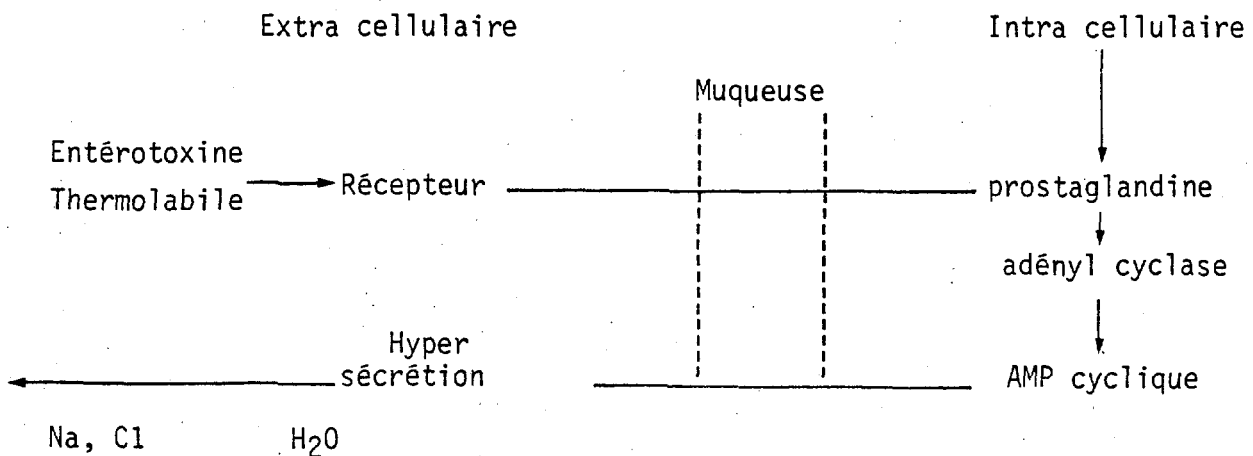 Extra cellulaire
Intra cellulaire
Muqueuse
Entérotoxine
Thermolabile
Récepteur
prostaglandine
adényl cyclase
Hyper
sécrétion
AMP cyclique
Na, Cl
H2O